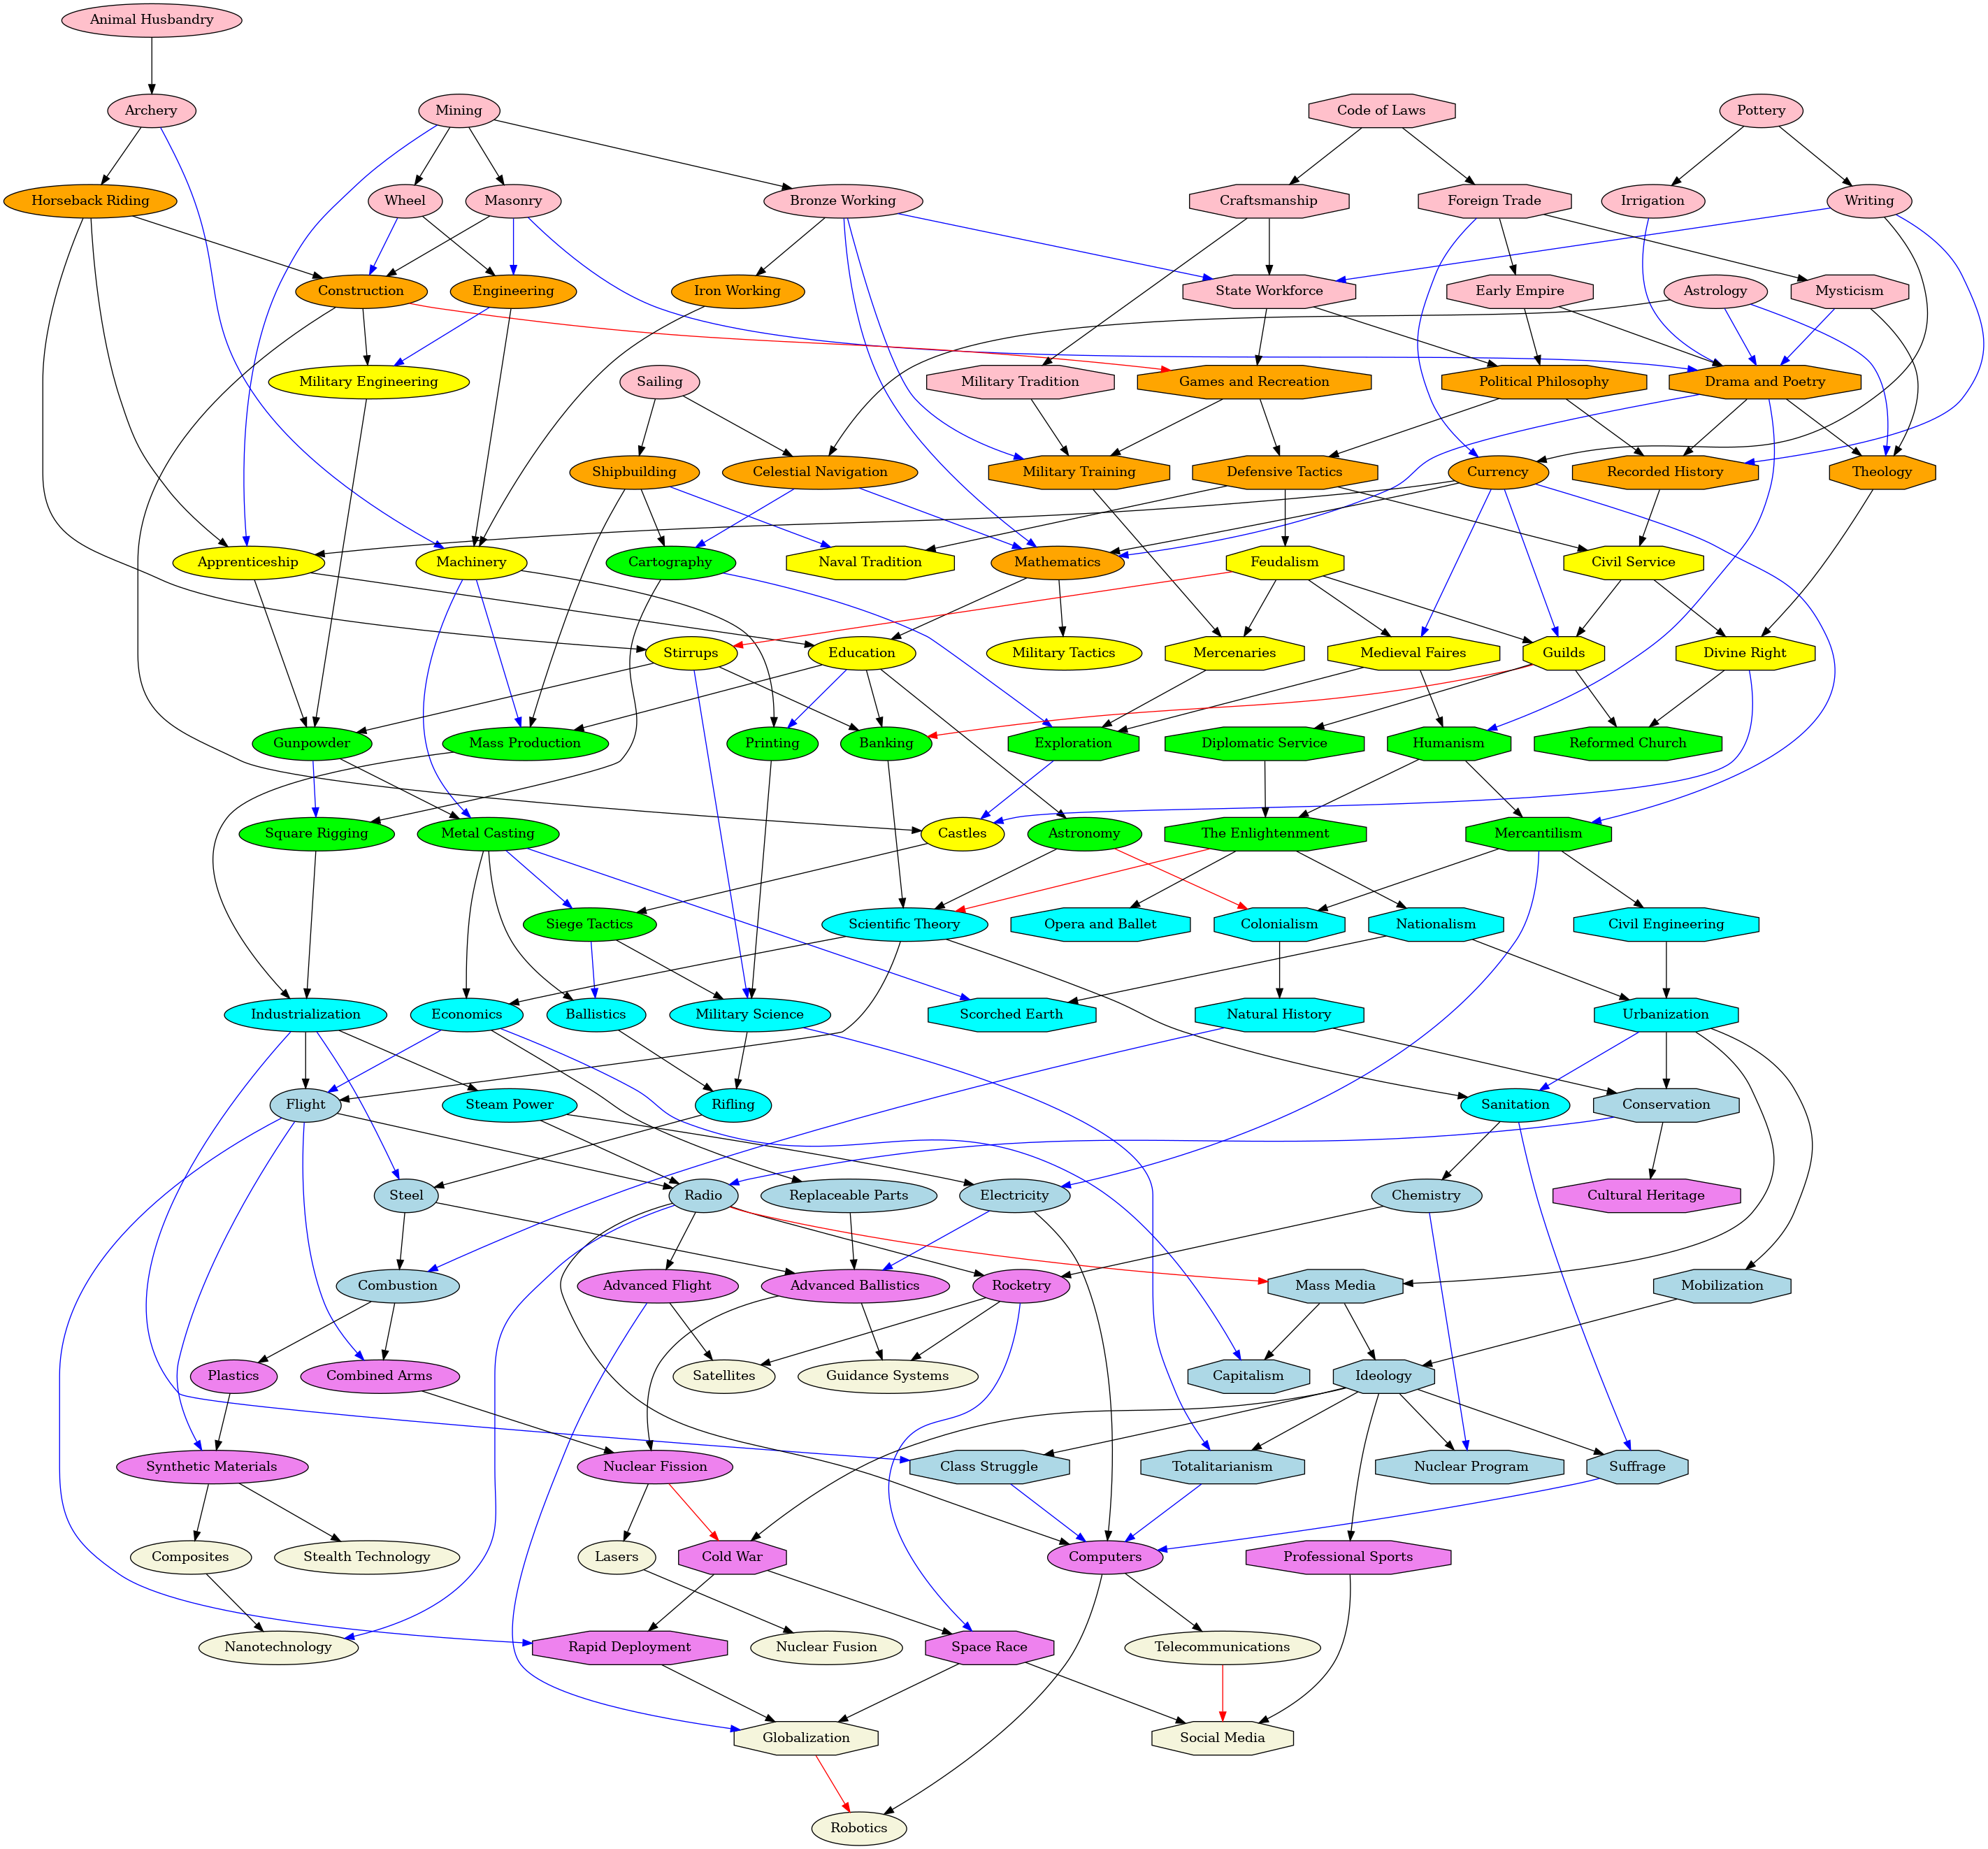 Animal Husbandry
Archery
Mining
Code of Laws
Pottery
Horseback Riding
Wheel
Masonry
Bronze Working
Craftsmanship
Foreign Trade
Irrigation
Writing
Construction
Engineering
Iron Working
State Workforce
Early Empire
Astrology
Mysticism
Military Engineering
Sailing
Military Tradition
Games and Recreation
Political Philosophy
Drama and Poetry
Shipbuilding
Celestial Navigation
Military Training
Defensive Tactics
Currency
Recorded History
Theology
Apprenticeship
Machinery
Cartography
Naval Tradition
Mathematics
Feudalism
Civil Service
Stirrups
Education
Military Tactics
Mercenaries
Medieval Faires
Guilds
Divine Right
Gunpowder
Mass Production
Printing
Banking
Exploration
Diplomatic Service
Humanism
Reformed Church
Square Rigging
Metal Casting
Castles
Astronomy
The Enlightenment
Mercantilism
Siege Tactics
Scientific Theory
Opera and Ballet
Colonialism
Nationalism
Civil Engineering
Industrialization
Economics
Ballistics
Military Science
Scorched Earth
Natural History
Urbanization
Flight
Steam Power
Rifling
Sanitation
Conservation
Steel
Radio
Replaceable Parts
Electricity
Chemistry
Cultural Heritage
Combustion
Advanced Flight
Advanced Ballistics
Rocketry
Mass Media
Mobilization
Plastics
Combined Arms
Satellites
Guidance Systems
Capitalism
Ideology
Synthetic Materials
Nuclear Fission
Class Struggle
Totalitarianism
Nuclear Program
Suffrage
Composites
Stealth Technology
Lasers
Cold War
Computers
Professional Sports
Nanotechnology
Rapid Deployment
Nuclear Fusion
Space Race
Telecommunications
Globalization
Social Media
Robotics